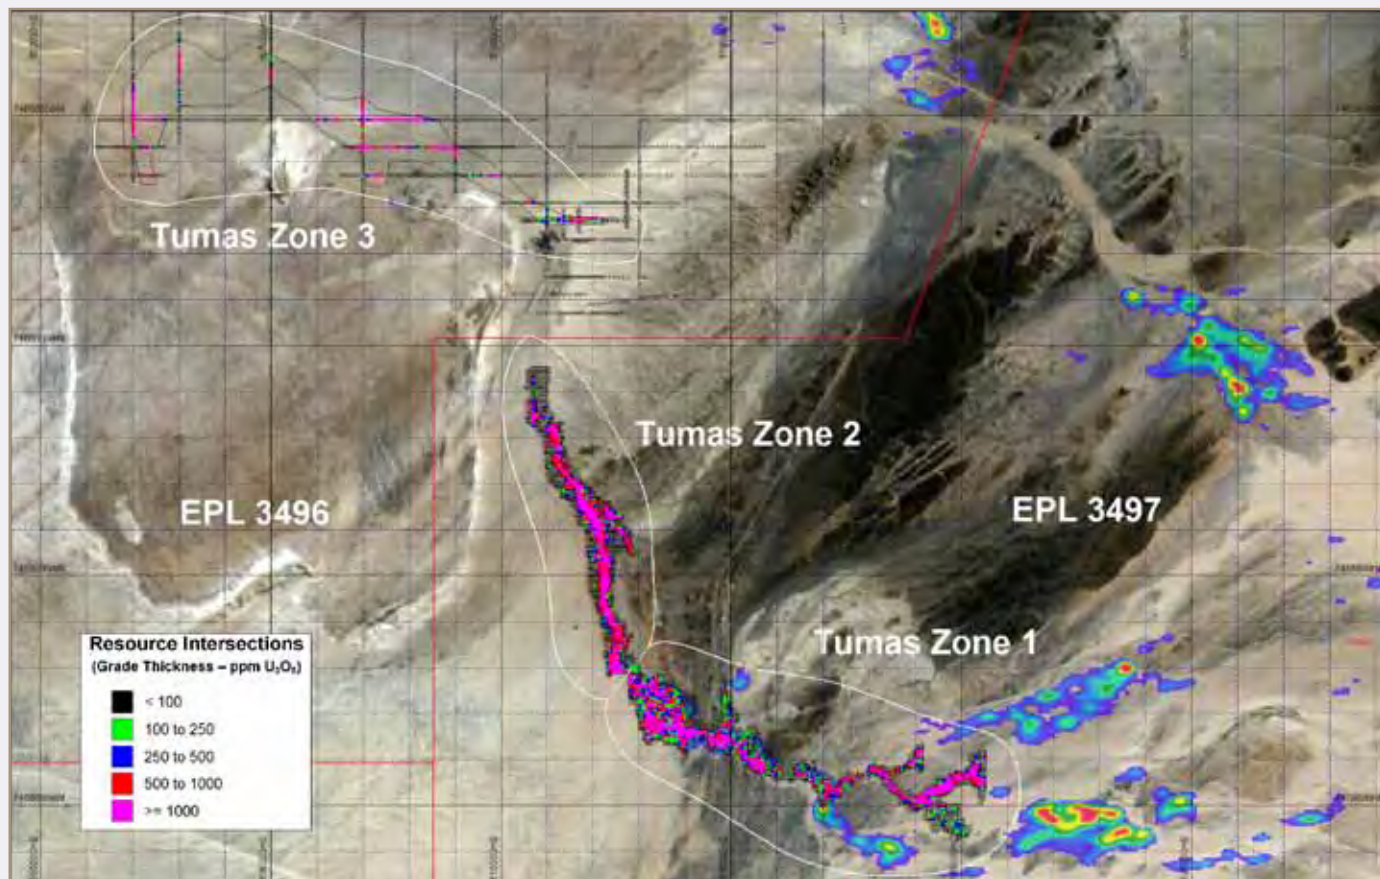 Tumas Zone 3
Tumas Zone 2
EPL 3496
EPL 3497
Tumas Zone 1
Resource Intersections
(Grade Thickness – ppm U₃O₈)
< 100
100 to 250
250 to 500
500 to 1000
>= 1000